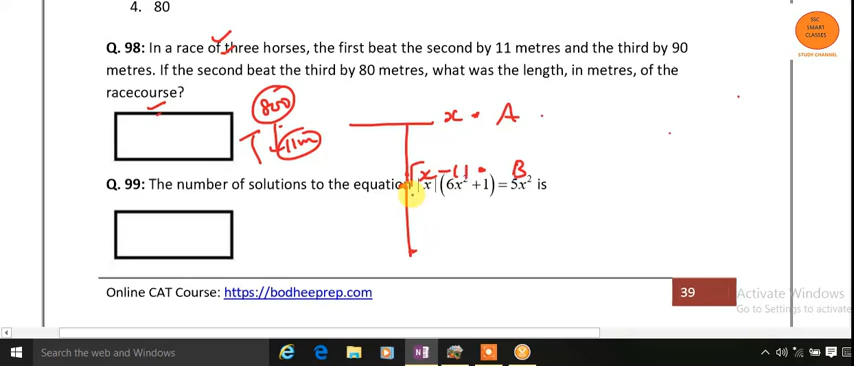 4. 80
SSC
SMART
CLASSES
STUDY CHANNEL
Q. 98: In a race of three horses, the first beat the second by 11 metres and the third by 90
metres. If the second beat the third by 80 metres, what was the length, in metres, of the
racecourse?
800
11m
x • A
x - 11 • B
Q. 99: The number of solutions to the equation |x|(6x² + 1) = 5x² is
Online CAT Course: https://bodheeprep.com
39
Activate Windows
Go to Settings to activate
Search the web and Windows